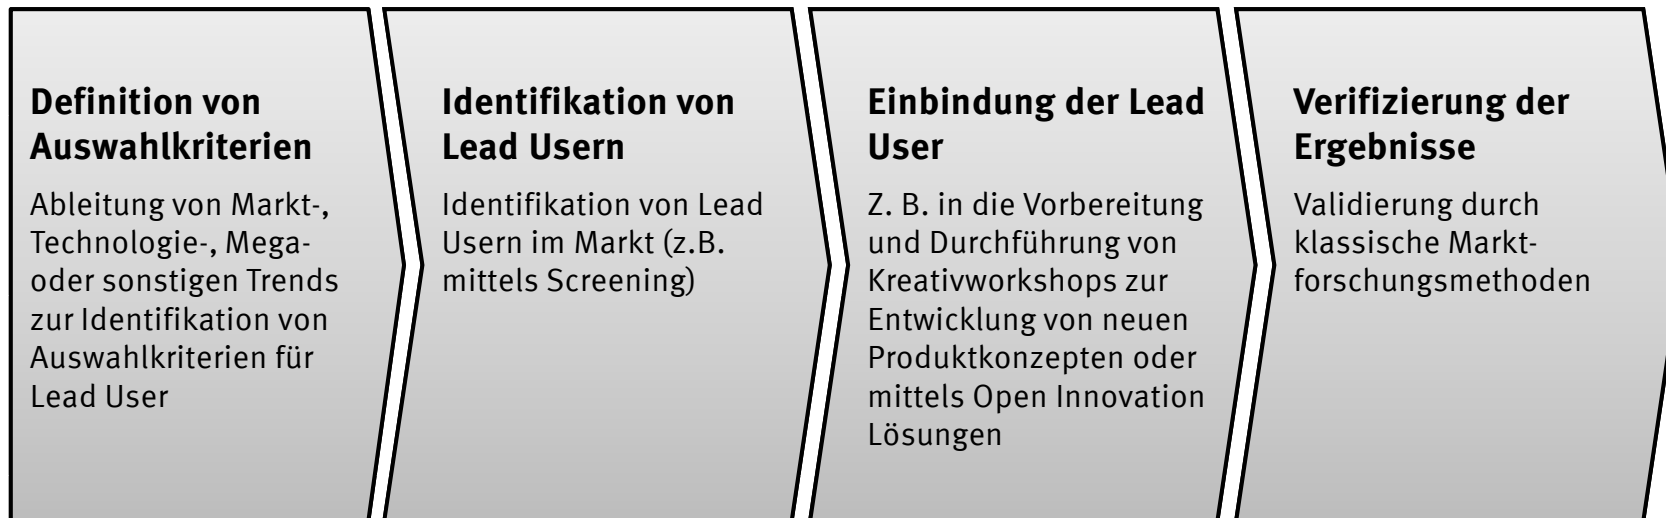 Definition von
Auswahlkriterien
Ableitung von Markt-,
Technologie-, Mega-
oder sonstigen Trends
zur Identifikation von
Auswahlkriterien für
Lead User
Identifikation von
Lead Usern
Identifikation von Lead
Usern im Markt (z.B.
mittels Screening)
Einbindung der Lead
User
Z. B. in die Vorbereitung
und Durchführung von
Kreativworkshops zur
Entwicklung von neuen
Produktkonzepten oder
mittels Open Innovation
Lösungen
Verifizierung der
Ergebnisse
Validierung durch
klassische Markt-
forschungsmethoden